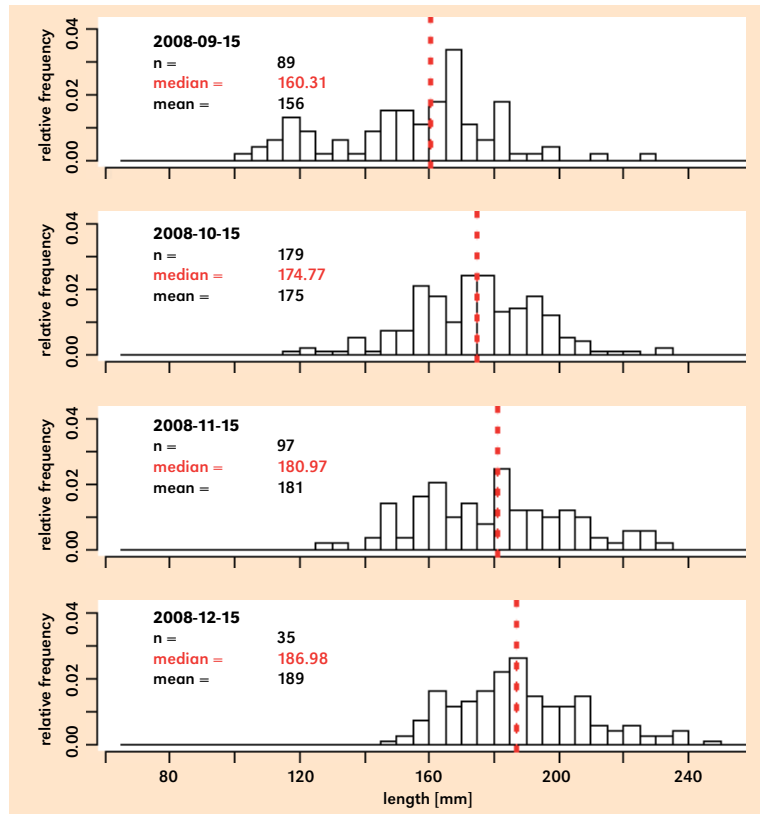 relative frequency
0.04
0.02
0.00
2008-09-15
n = 89
median = 160.31
mean = 156
relative frequency
0.04
0.02
0.00
2008-10-15
n = 179
median = 174.77
mean = 175
relative frequency
0.04
0.02
0.00
2008-11-15
n = 97
median = 180.97
mean = 181
relative frequency
0.04
0.02
0.00
2008-12-15
n = 35
median = 186.98
mean = 189
80 120 160 200 240
length [mm]